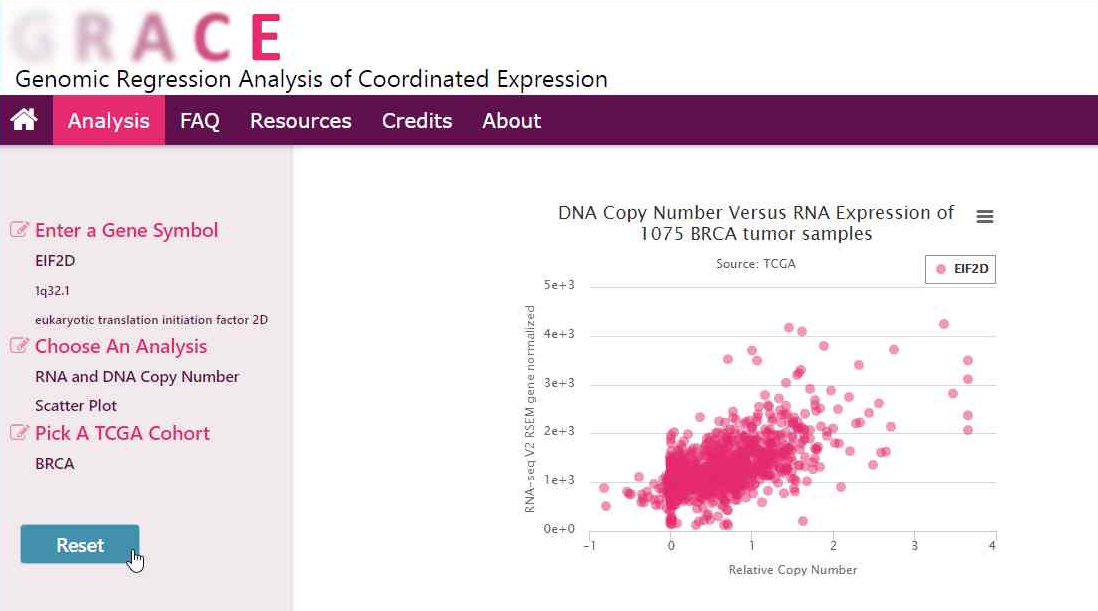 GRACE
Genomic Regression Analysis of Coordinated Expression
Analysis FAQ Resources Credits About
Enter a Gene Symbol
EIF2D
1q32.1
eukaryotic translation initiation factor 2D
Choose An Analysis
RNA and DNA Copy Number
Scatter Plot
Pick A TCGA Cohort
BRCA
Reset
DNA Copy Number Versus RNA Expression of
1075 BRCA tumor samples
Source: TCGA
EIF2D
RNA-seq V2 RSEM gene normalized
5e+3
4e+3
3e+3
2e+3
1e+3
0e+0
-1 0 1 2 3 4
Relative Copy Number